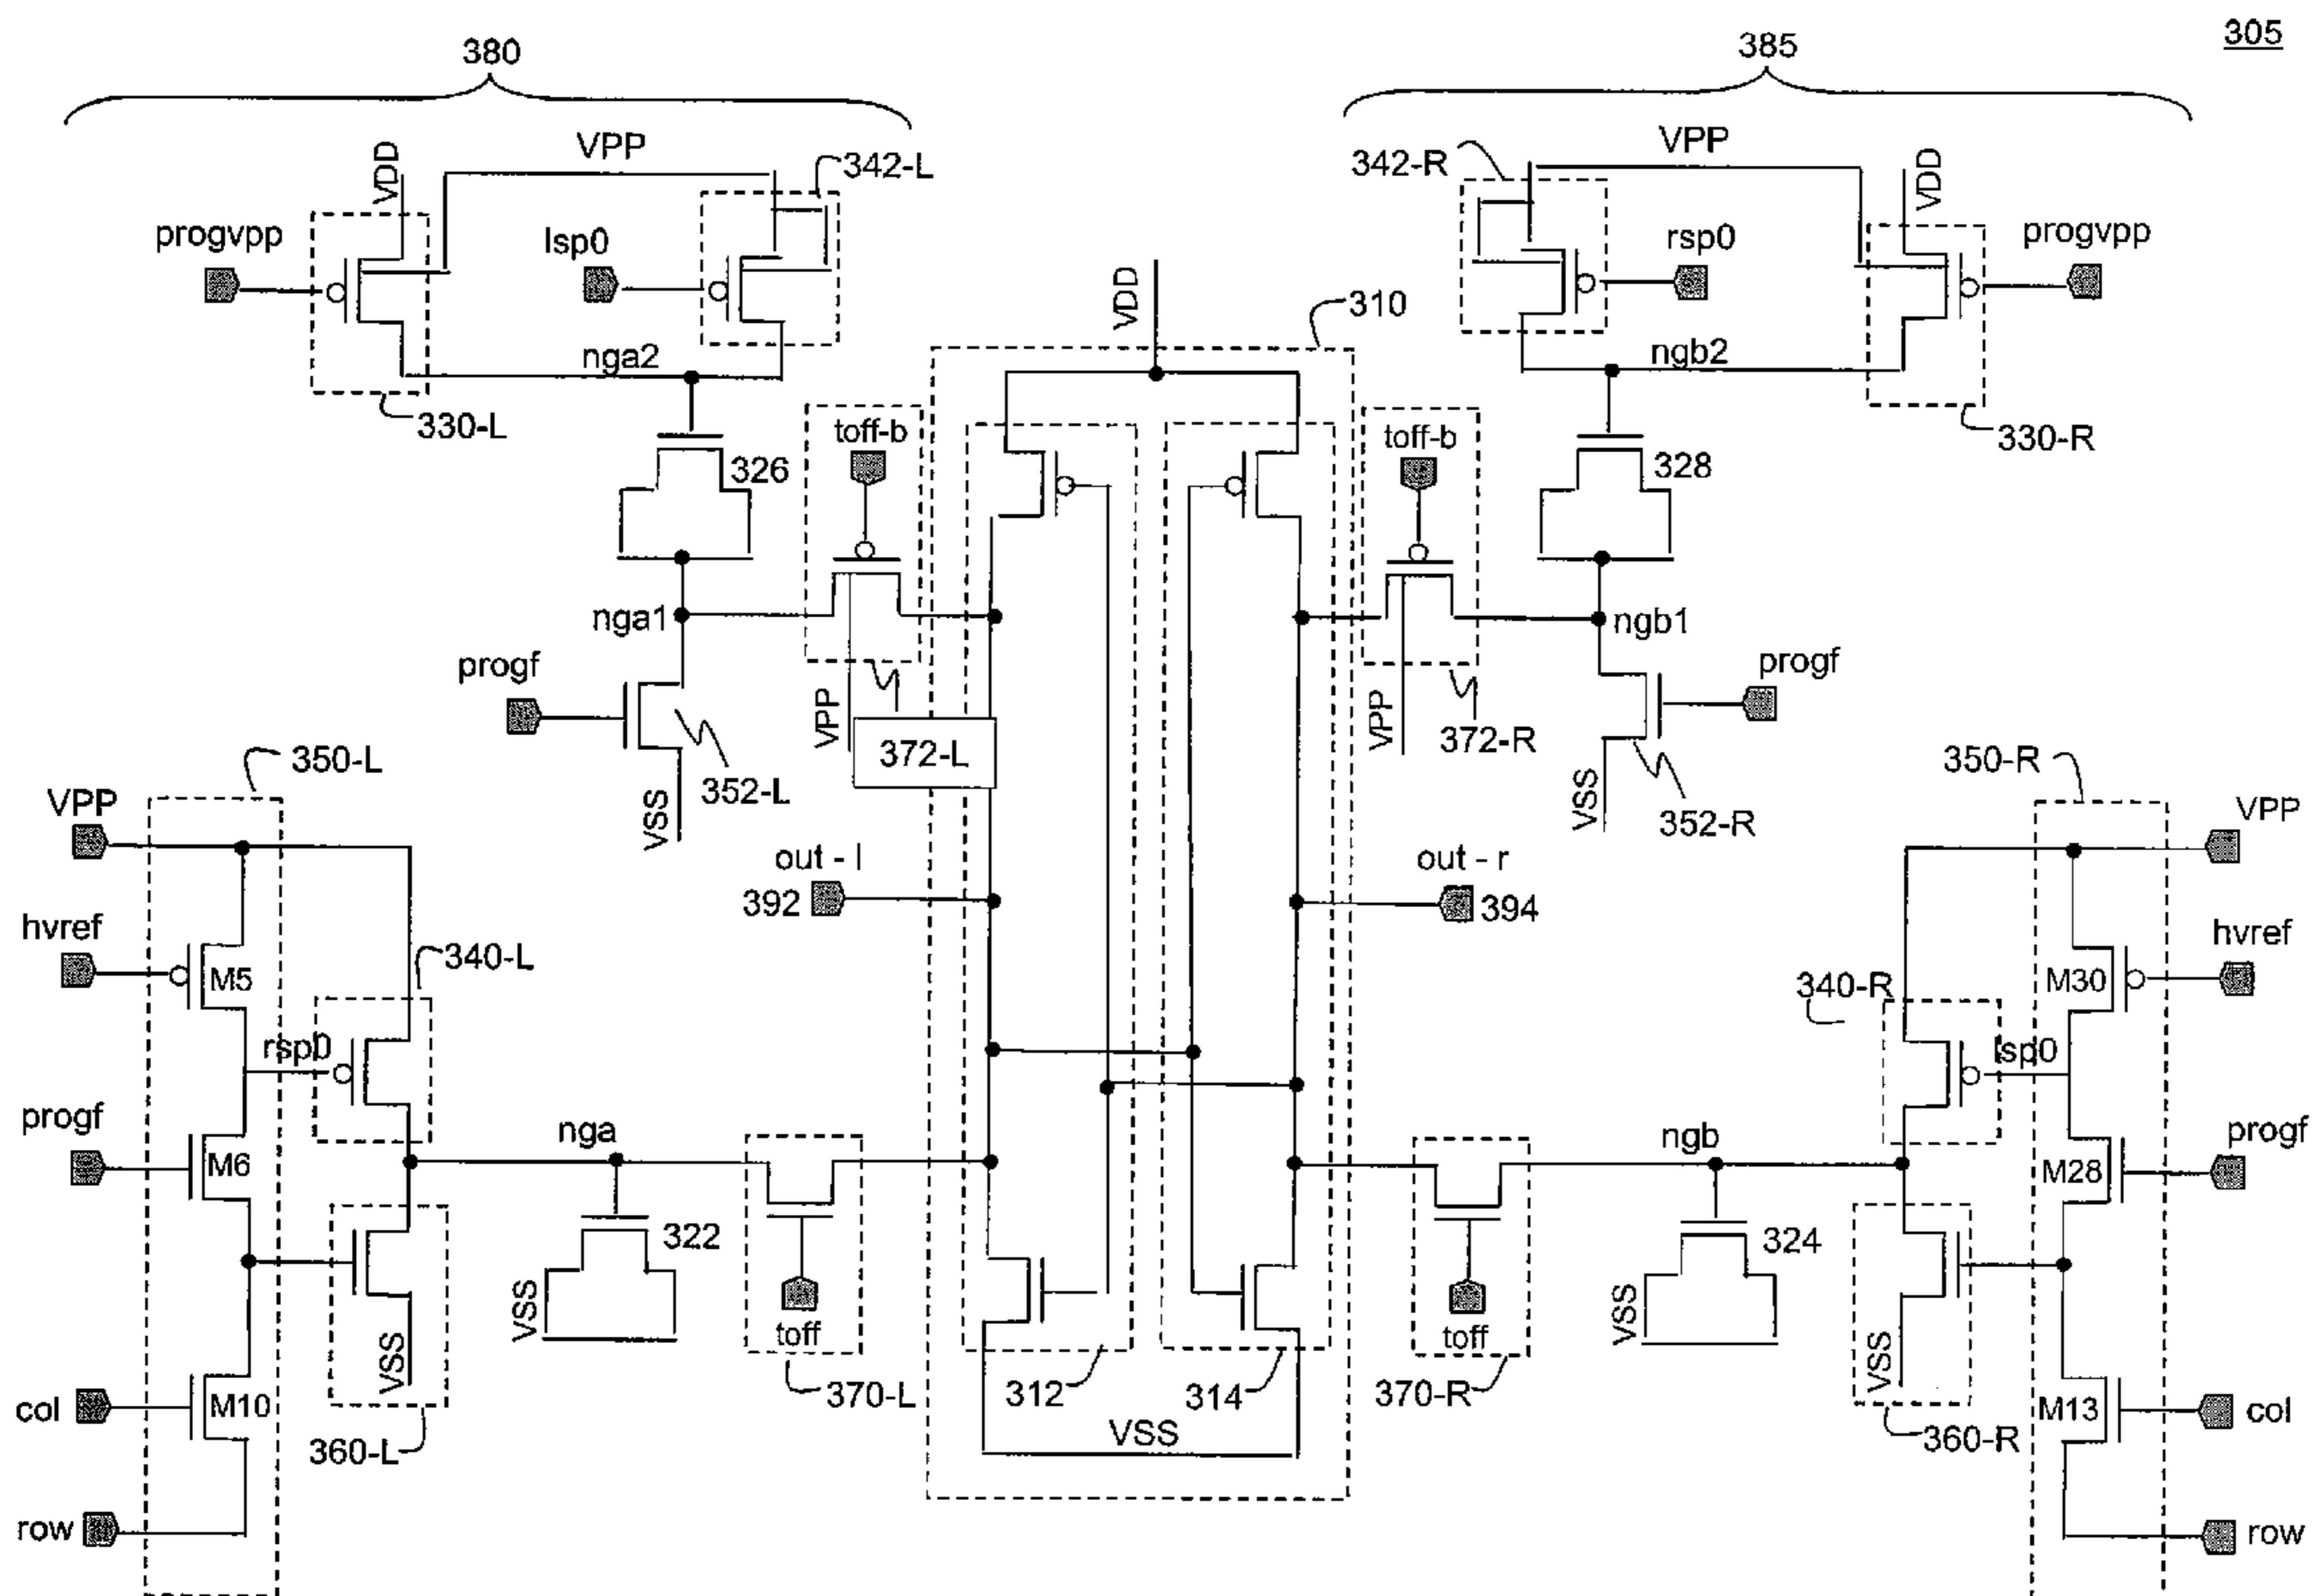 305
380
385
VPP
VPP
VDD
342-L
342-R
VDD
progvpp
lsp0
rsp0
progvpp
VDD
310
nga2
ngb2
330-L
toff-b
toff-b
330-R
326
328
nga1
ngb1
progf
progf
VPP
372-L
VPP
372-R
350-L
352-L
VSS
350-R
352-R
VSS
VPP
VPP
out - l
392
out - r
394
hvref
hvref
340-L
340-R
M5
M30
rsp0
lsp0
progf
progf
M6
M28
nga
ngb
322
324
VSS
VSS
toff
toff
VSS
VSS
312
314
370-L
370-R
col
M10
M13
col
360-L
360-R
VSS
row
row